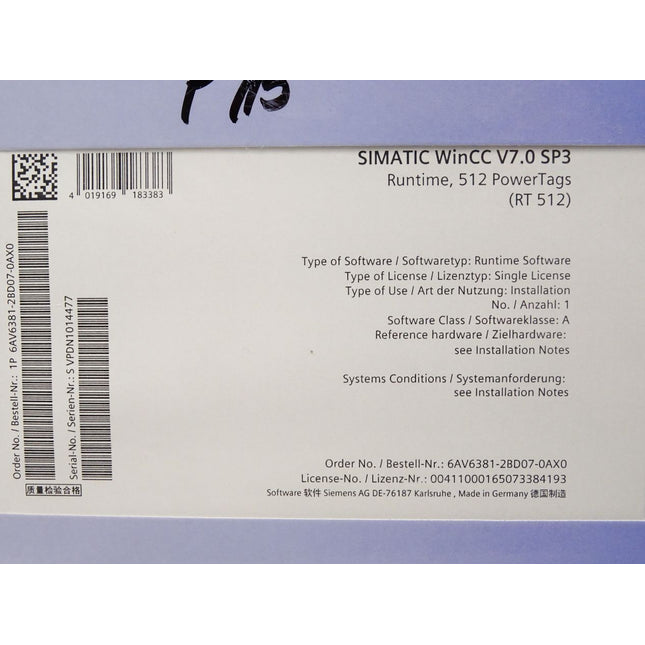 SIMATIC WinCC V7.0 SP3
Runtime, 512 PowerTags
(RT 512)
4 019169 183383
Type of Software / Softwaretyp: Runtime Software
Type of License / Lizenztyp: Single License
Type of Use / Art der Nutzung: Installation
No. / Anzahl: 1
Software Class / Softwareklasse: A
Reference hardware / Zielhardware:
see Installation Notes
Systems Conditions / Systemanforderung:
see Installation Notes
Order No. / Bestell-Nr.: 6AV6381-2BD07-0AX0
License-No. / Lizenz-Nr.: 00411000165073384193
Software 软件 Siemens AG DE-76187 Karlsruhe , Made in Germany 德国制造
Order No. / Bestell-Nr.: 1P 6AV6381-2BD07-0AX0
Serial-No. / Serien-Nr.: S VPDN1014477
质量检验合格